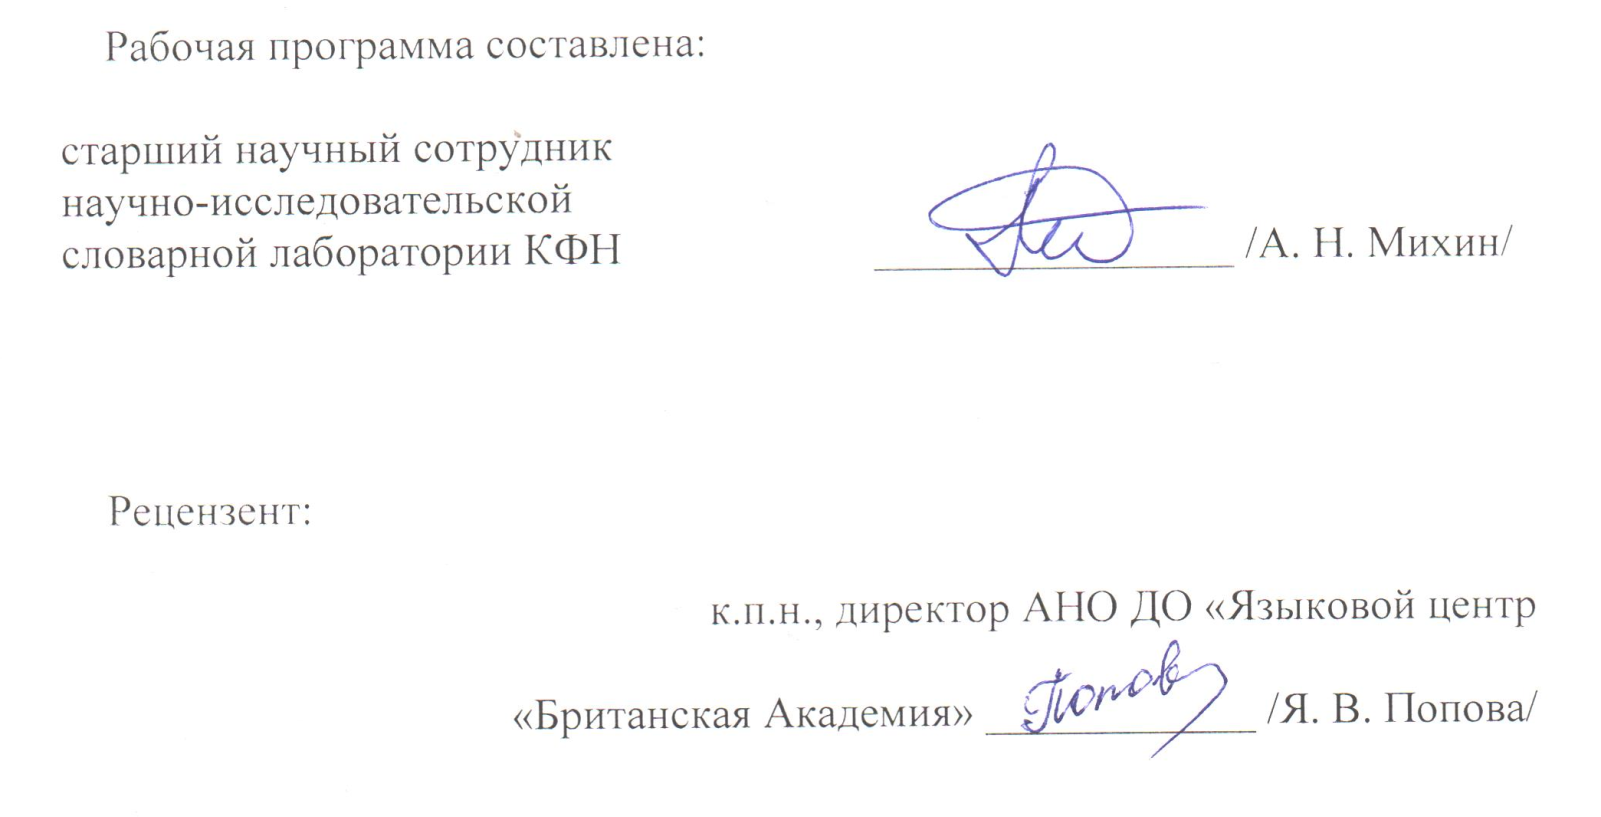 Рабочая программа составлена:
старший научный сотрудник
научно-исследовательской
словарной лаборатории КФН /А. Н. Михин/
Рецензент:
к.п.н., директор АНО ДО «Языковой центр
«Британская Академия» Попов /Я. В. Попова/